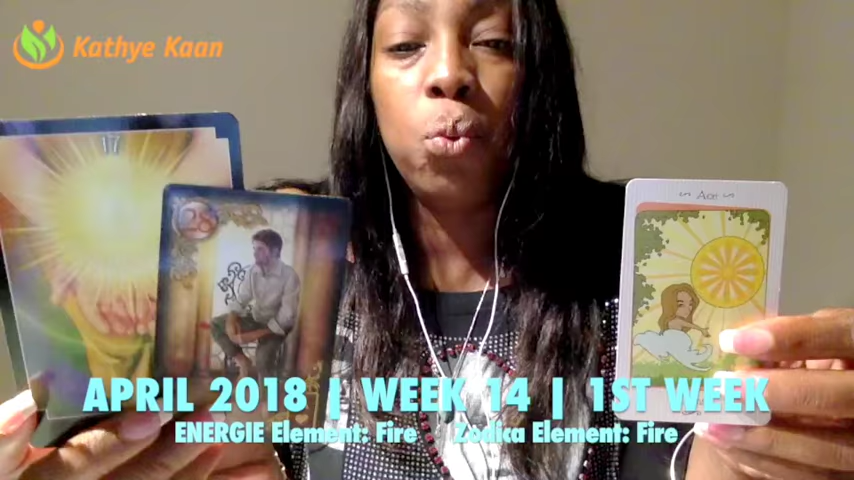 Kathye Kaan
17
28
Ace
APRIL 2018 | WEEK 14 | 1ST WEEK
ENERGIE Element: Fire Zodica Element: Fire